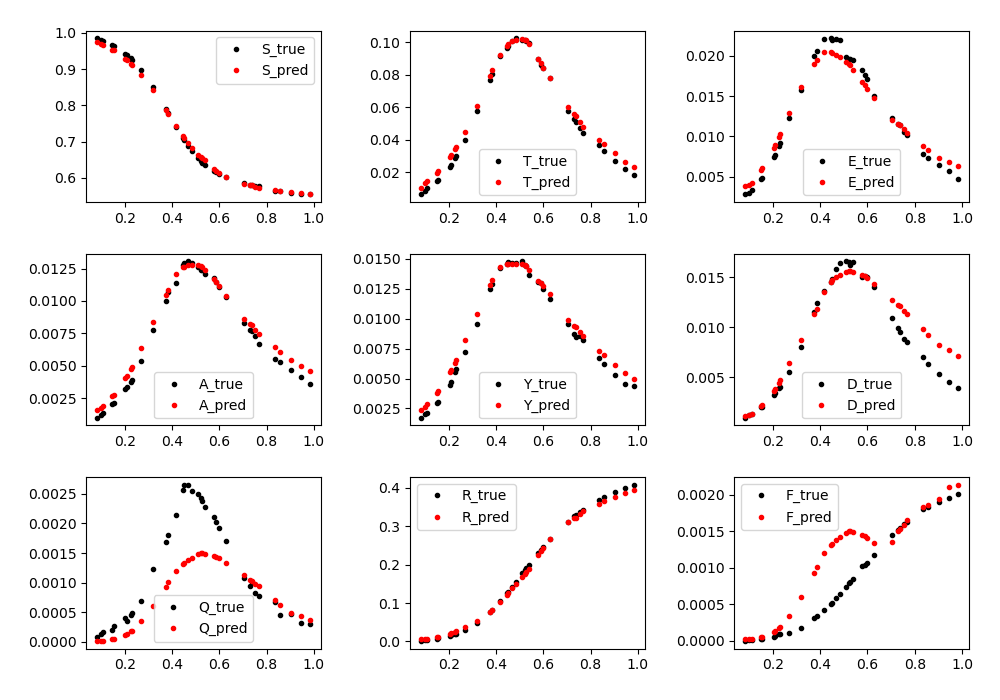 1.0
0.9
0.8
0.7
0.6
S_true
S_pred
0.2 0.4 0.6 0.8 1.0
0.10
0.08
0.06
0.04
0.02
T_true
T_pred
0.2 0.4 0.6 0.8 1.0
0.020
0.015
0.010
0.005
E_true
E_pred
0.2 0.4 0.6 0.8 1.0
0.0125
0.0100
0.0075
0.0050
0.0025
A_true
A_pred
0.2 0.4 0.6 0.8 1.0
0.0150
0.0125
0.0100
0.0075
0.0050
0.0025
Y_true
Y_pred
0.2 0.4 0.6 0.8 1.0
0.015
0.010
0.005
D_true
D_pred
0.2 0.4 0.6 0.8 1.0
0.0025
0.0020
0.0015
0.0010
0.0005
0.0000
Q_true
Q_pred
0.2 0.4 0.6 0.8 1.0
0.4
0.3
0.2
0.1
0.0
R_true
R_pred
0.2 0.4 0.6 0.8 1.0
0.0020
0.0015
0.0010
0.0005
0.0000
F_true
F_pred
0.2 0.4 0.6 0.8 1.0